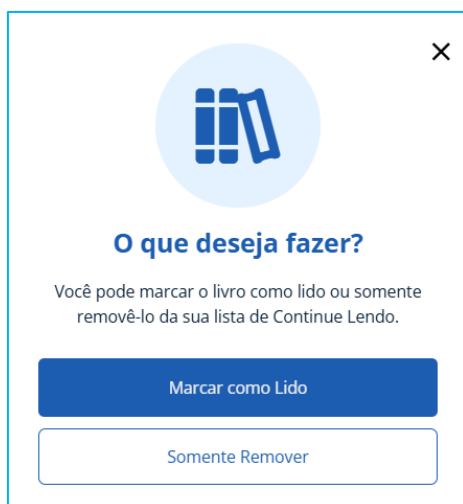 O que deseja fazer?
Você pode marcar o livro como lido ou somente
removê-lo da sua lista de Continue Lendo.
Marcar como Lido
Somente Remover